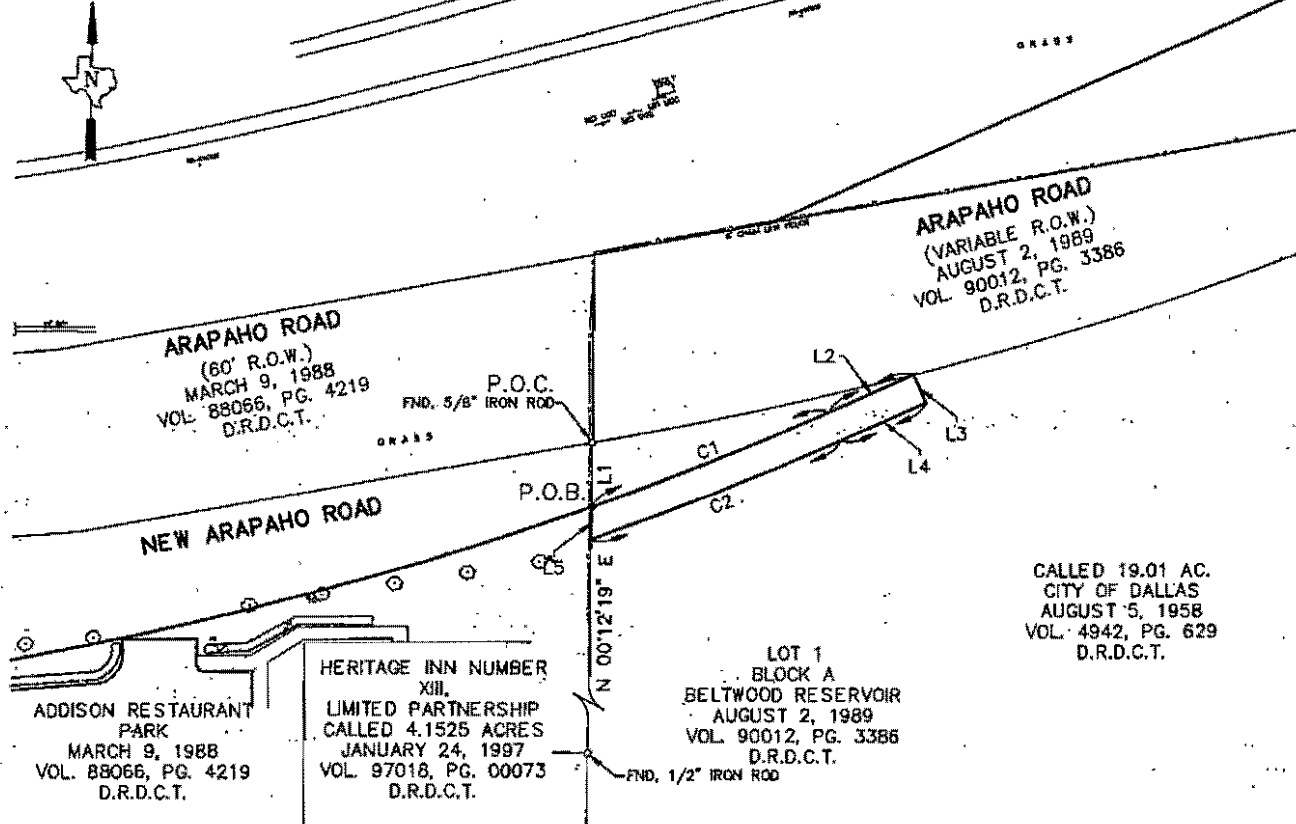 N
GRASS
ARAPAHO ROAD
(VARIABLE R.O.W.)
AUGUST 2, 1989
VOL. 90012, PG. 3386
D.R.D.C.T.
ARAPAHO ROAD
(60' R.O.W.)
MARCH 9, 1988
VOL. 88066, PG. 4219
D.R.D.C.T.
GRASS
P.O.C.
FND. 5/8" IRON ROD
L2
L3
L4
C1
C2
L1
P.O.B.
L5
NEW ARAPAHO ROAD
N 00°12'19" E
CALLED 19.01 AC.
CITY OF DALLAS
AUGUST 5, 1958
VOL. 4942, PG. 629
D.R.D.C.T.
LOT 1
BLOCK A
BELTWOOD RESERVOIR
AUGUST 2, 1989
VOL. 90012, PG. 3386
D.R.D.C.T.
FND. 1/2" IRON ROD
HERITAGE INN NUMBER
XIII,
LIMITED PARTNERSHIP
CALLED 4.1525 ACRES
JANUARY 24, 1997
VOL. 97018, PG. 00073
D.R.D.C.T.
ADDISON RESTAURANT
PARK
MARCH 9, 1988
VOL. 88066, PG. 4219
D.R.D.C.T.